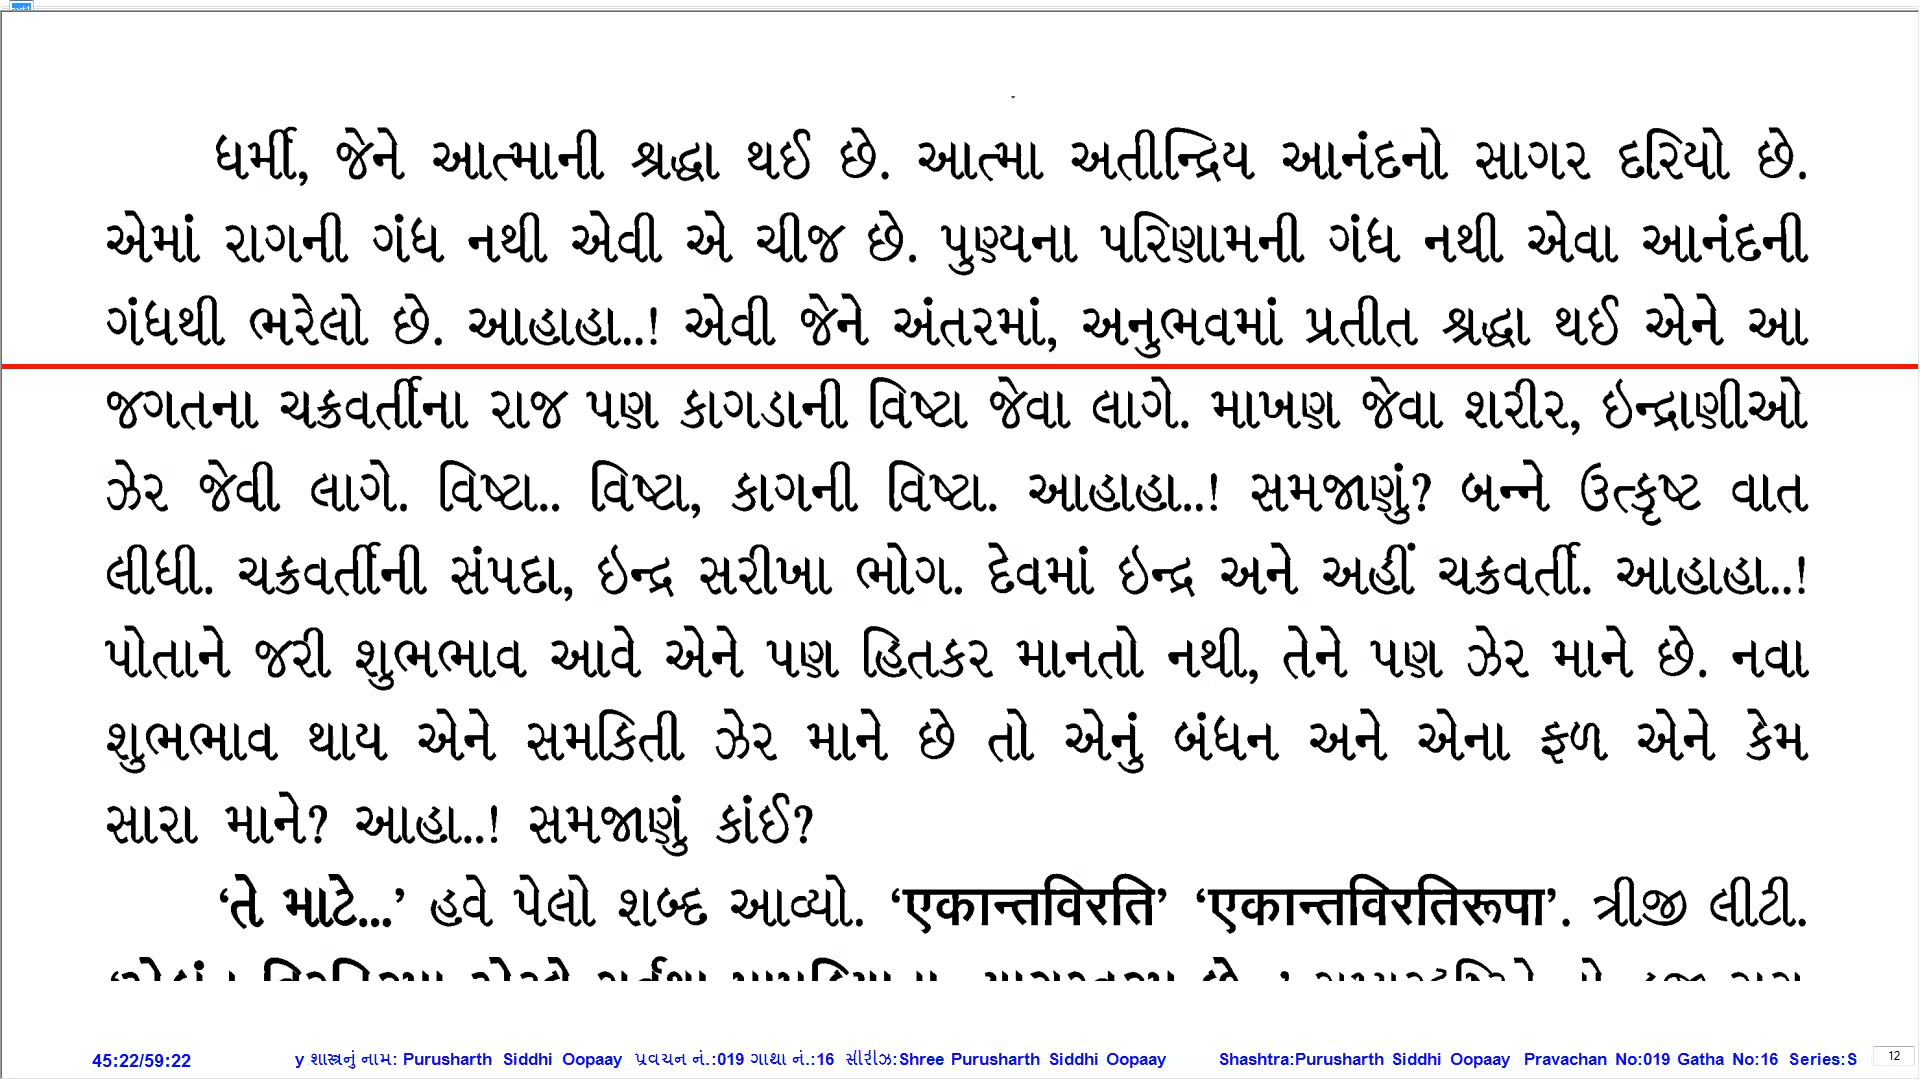 ધર્મી, જેને આત્માની શ્રદ્ધા થઈ છે. આત્મા અતીન્દ્રિય આનંદનો સાગર દરિયો છે.
એમાં રાગની ગંધ નથી એવી એ ચીજ છે. પુણ્યના પરિણામની ગંધ નથી એવા આનંદની
ગંધથી ભરેલો છે. આહાહા..! એવી જેને અંતરમાં, અનુભવમાં પ્રતીત શ્રદ્ધા થઈ એને આ
જગતના ચક્રવર્તીના રાજ પણ કાગડાની વિષ્ટા જેવા લાગે. માખણ જેવા શરીર, ઇન્દ્રાણીઓ
ઝેર જેવી લાગે. વિષ્ટા.. વિષ્ટા, કાગની વિષ્ટા. આહાહા..! સમજાણું? બન્ને ઉત્કૃષ્ટ વાત
લીધી. ચક્રવર્તીની સંપદા, ઇન્દ્ર સરીખા ભોગ. દેવમાં ઇન્દ્ર અને અહીં ચક્રવર્તી. આહાહા..!
પોતાને જરી શુભભાવ આવે એને પણ હિતકર માનતો નથી, તેને પણ ઝેર માને છે. નવા
શુભભાવ થાય એને સમકિતી ઝેર માને છે તો એનું બંધન અને એના ફળ એને કેમ
સારા માને? આહા..! સમજાણું કાંઈ?
‘તે માટે...’ હવે પેલો શબ્દ આવ્યો. ‘एकान्तविरति’ ‘एकान्तविरतिरूपा’. ત્રીજી લીટી.
45:22/59:22 y શાસ્ત્રનું નામ: Purusharth Siddhi Oopaay પ્રવચન નં.:019 ગાથા નં.:16 સીરીઝ:Shree Purusharth Siddhi Oopaay Shashtra:Purusharth Siddhi Oopaay Pravachan No:019 Gatha No:16 Series:S 12